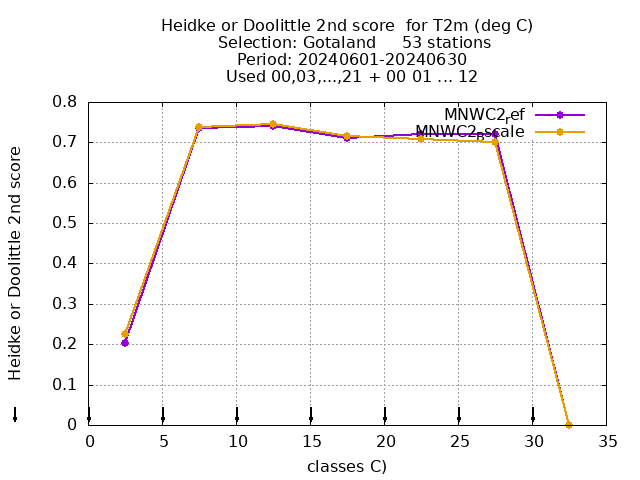 Heidke or Doolittle 2nd score for T2m (deg C)
Selection: Gotaland 53 stations
Period: 20240601-20240630
Used 00,03,...,21 + 00 01 ... 12
Heidke or Doolittle 2nd score
0.8
0.7
0.6
0.5
0.4
0.3
0.2
0.1
0
MNWC2ref
MNWC2Rscale
0 5 10 15 20 25 30 35
classes C)